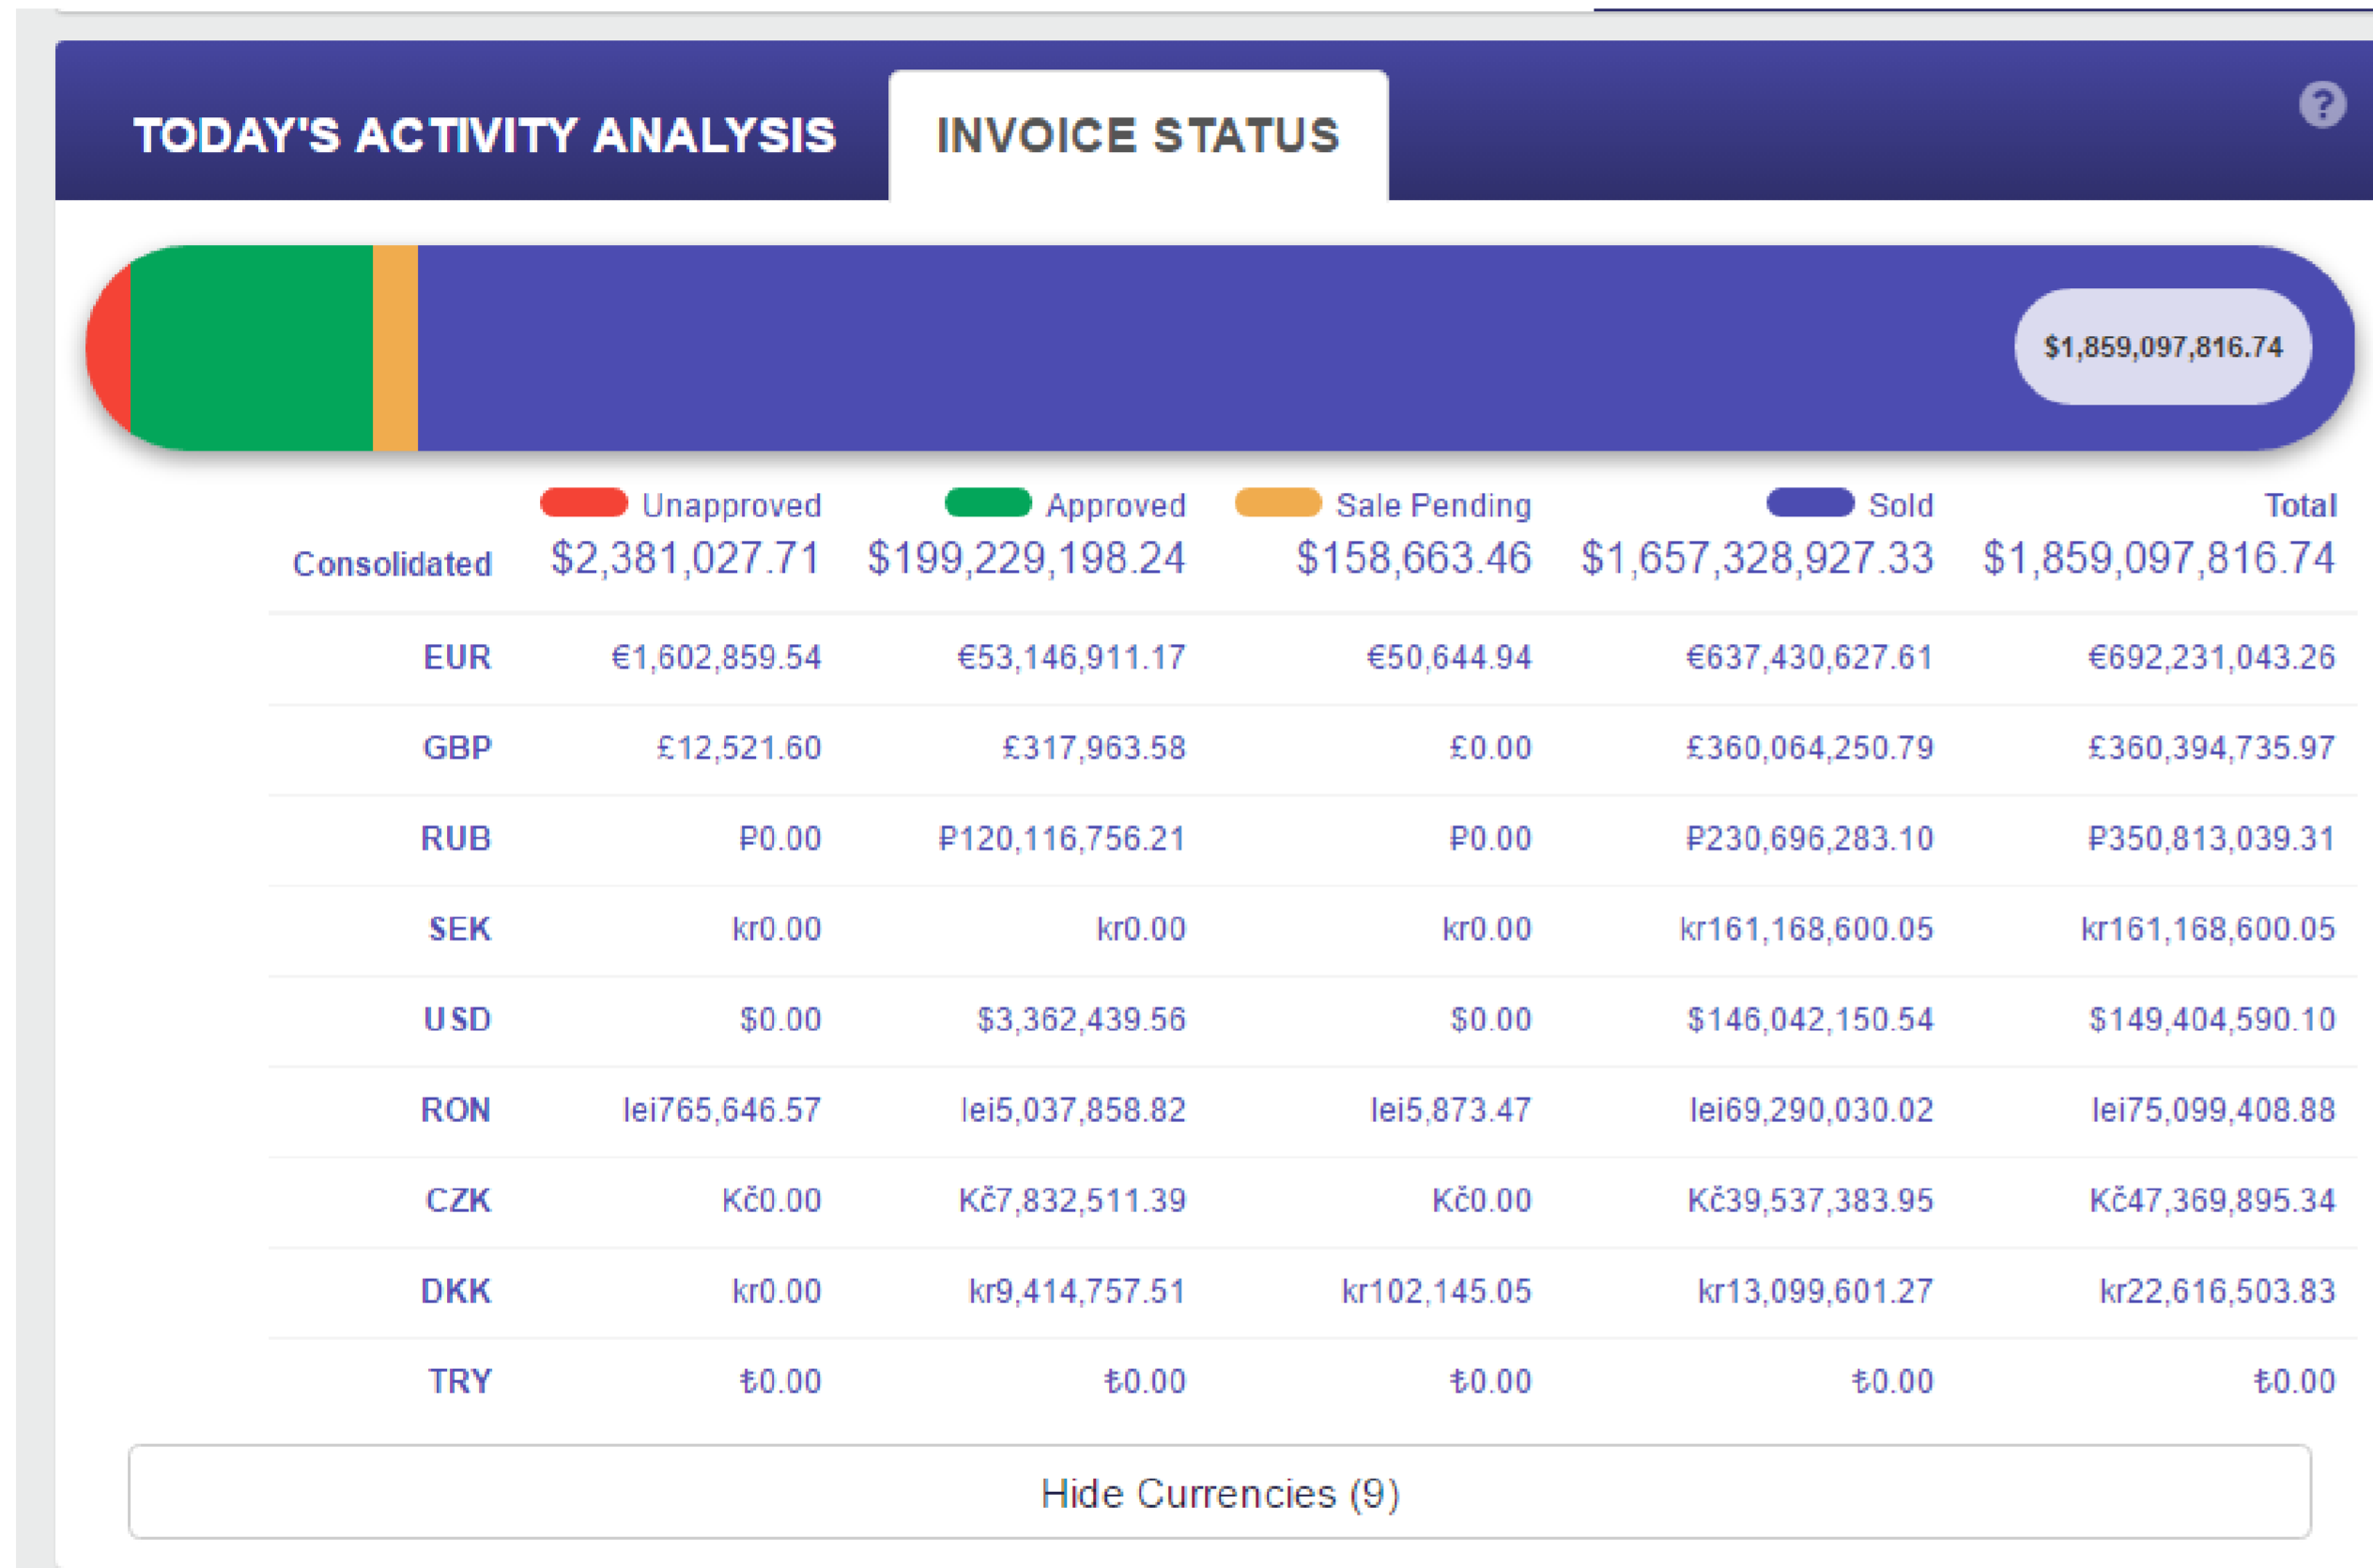 TODAY'S ACTIVITY ANALYSIS INVOICE STATUS ?
$1,859,097,816.74
Unapproved Approved Sale Pending Sold Total
Consolidated $2,381,027.71 $199,229,198.24 $158,663.46 $1,657,328,927.33 $1,859,097,816.74
EUR €1,602,859.54 €53,146,911.17 €50,644.94 €637,430,627.61 €692,231,043.26
GBP £12,521.60 £317,963.58 £0.00 £360,064,250.79 £360,394,735.97
RUB ₽0.00 ₽120,116,756.21 ₽0.00 ₽230,696,283.10 ₽350,813,039.31
SEK kr0.00 kr0.00 kr0.00 kr161,168,600.05 kr161,168,600.05
USD $0.00 $3,362,439.56 $0.00 $146,042,150.54 $149,404,590.10
RON lei765,646.57 lei5,037,858.82 lei5,873.47 lei69,290,030.02 lei75,099,408.88
CZK Kč0.00 Kč7,832,511.39 Kč0.00 Kč39,537,383.95 Kč47,369,895.34
DKK kr0.00 kr9,414,757.51 kr102,145.05 kr13,099,601.27 kr22,616,503.83
TRY ₺0.00 ₺0.00 ₺0.00 ₺0.00 ₺0.00
Hide Currencies (9)